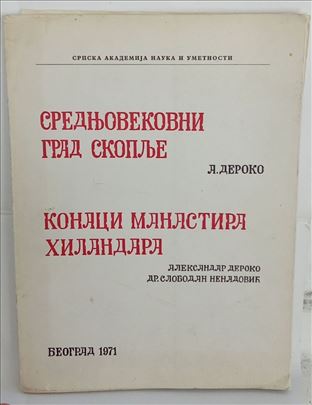 СРПСКА АКАДЕМИЈА НАУКА И УМЕТНОСТИ
СРЕДЊОВЕКОВНИ
ГРАД СКОПЉЕ
А. ДЕРОКО
КОНАЦИ МАНАСТИРА
ХИЛАНДАРА
АЛЕКСАНДАР ДЕРОКО
ДР. СЛОБОДАН НЕНАДОВИЋ
БЕОГРАД 1971